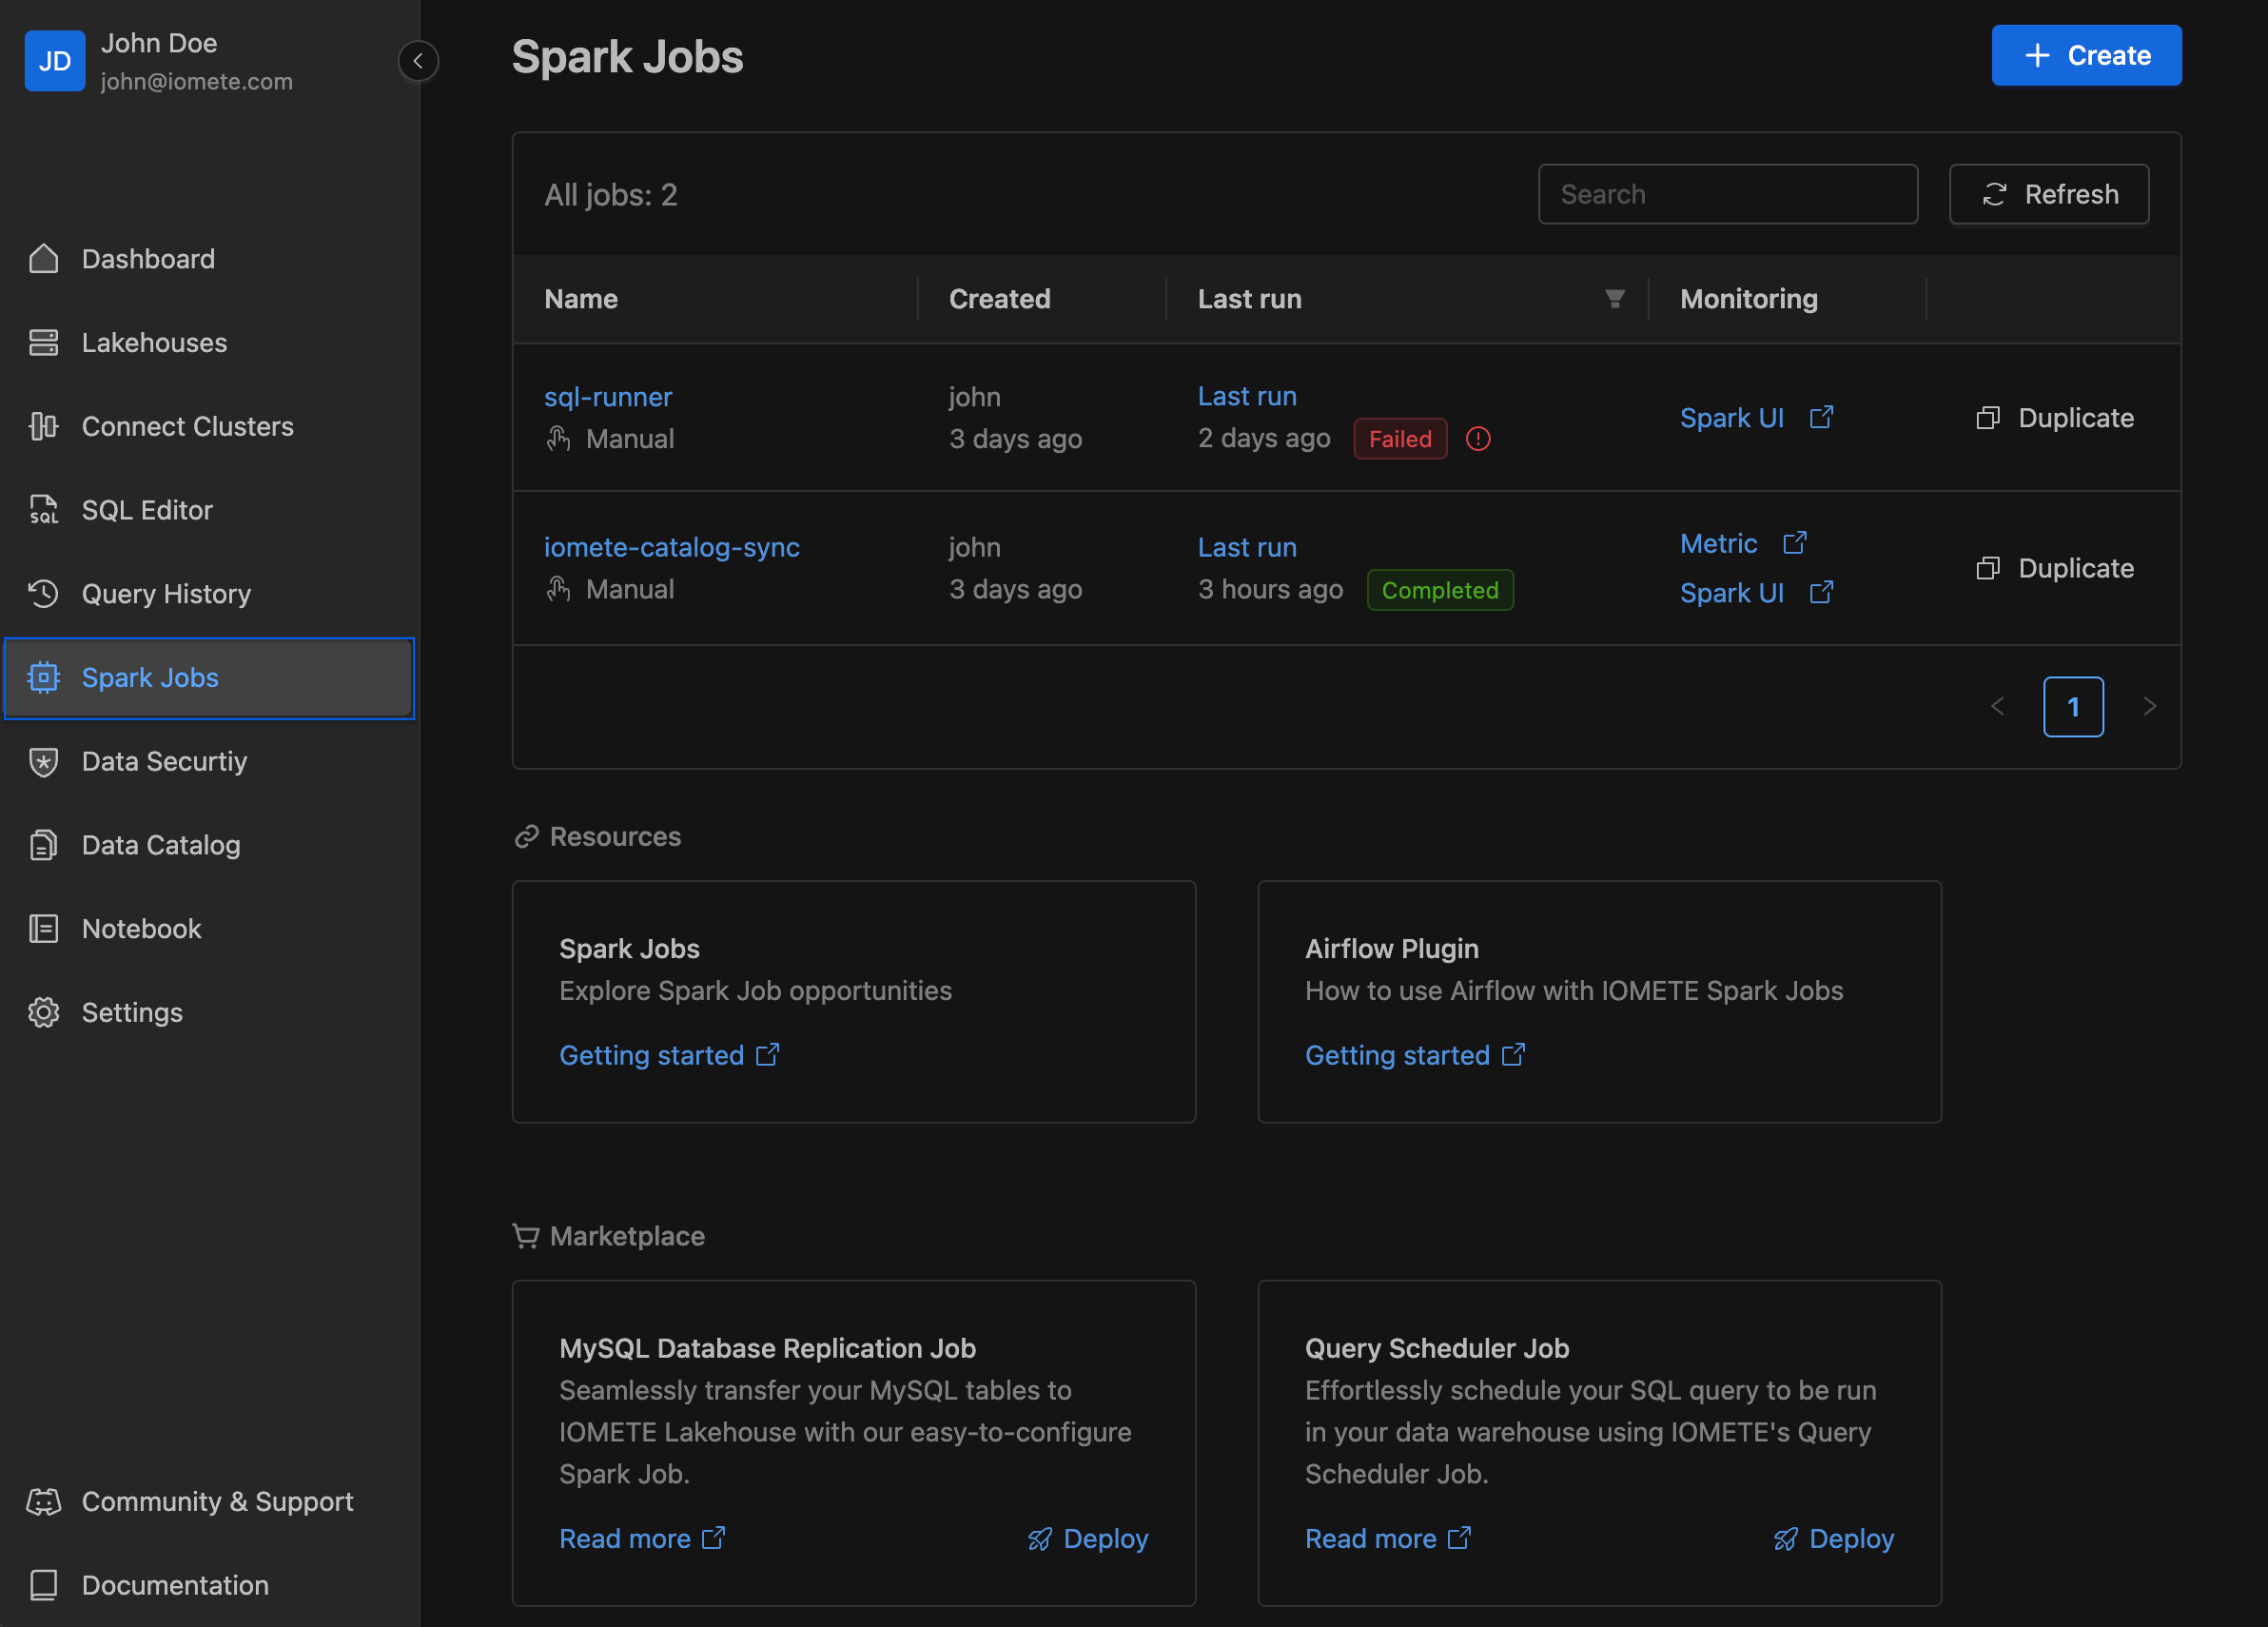 JD
John Doe
john@iomete.com
Dashboard
Lakehouses
Connect Clusters
SQL Editor
Query History
Spark Jobs
Data Securtiy
Data Catalog
Notebook
Settings
Community & Support
Documentation
Spark Jobs
Create
All jobs: 2
Search
Refresh
Name Created Last run Monitoring
sql-runner john Last run
Manual 3 days ago 2 days ago Failed
Spark UI Duplicate
iomete-catalog-sync john Last run
Manual 3 days ago 3 hours ago Completed
Metric
Spark UI
Duplicate
1
Resources
Spark Jobs
Explore Spark Job opportunities
Getting started
Airflow Plugin
How to use Airflow with IOMETE Spark Jobs
Getting started
Marketplace
MySQL Database Replication Job
Seamlessly transfer your MySQL tables to
IOMETE Lakehouse with our easy-to-configure
Spark Job.
Read more Deploy
Query Scheduler Job
Effortlessly schedule your SQL query to be run
in your data warehouse using IOMETE's Query
Scheduler Job.
Read more Deploy